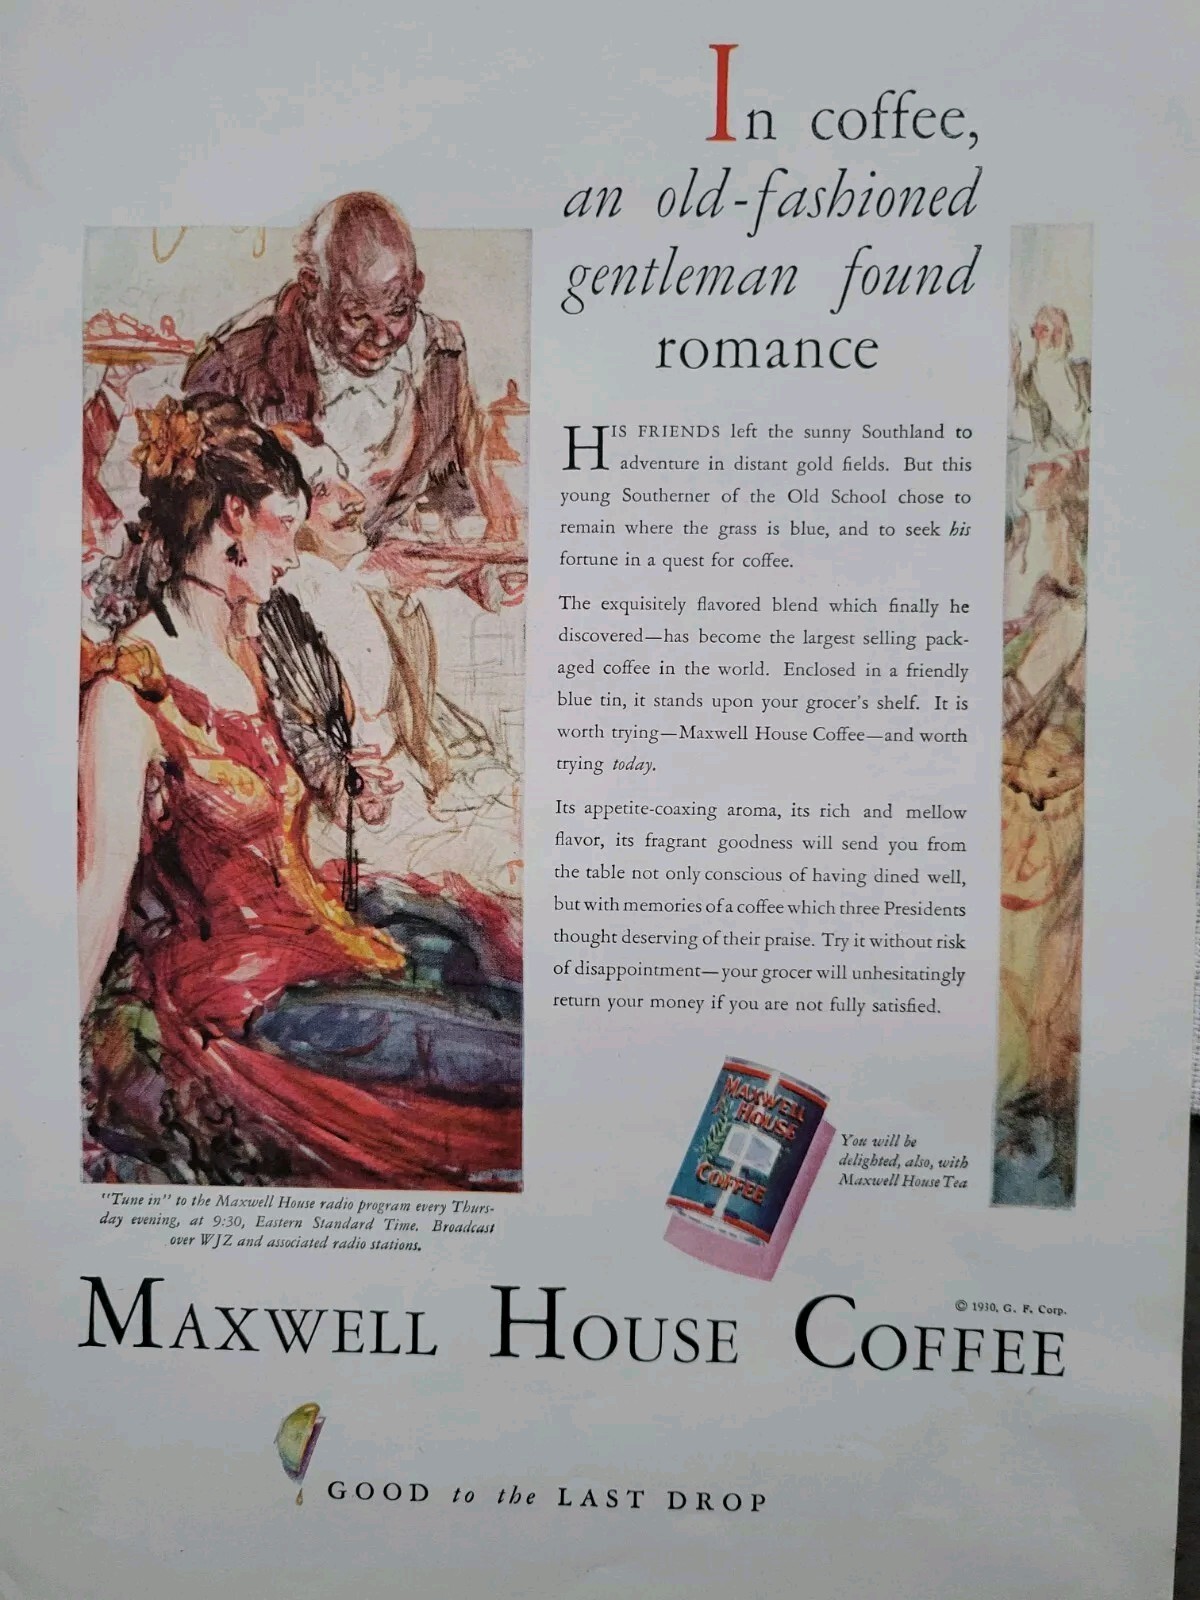 In coffee,
an old-fashioned
gentleman found
romance
HIS FRIENDS left the sunny Southland to
adventure in distant gold fields. But this
young Southerner of the Old School chose to
remain where the grass is blue, and to seek his
fortune in a quest for coffee.
The exquisitely flavored blend which finally he
discovered—has become the largest selling pack-
aged coffee in the world. Enclosed in a friendly
blue tin, it stands upon your grocer's shelf. It is
worth trying—Maxwell House Coffee—and worth
trying today.
Its appetite-coaxing aroma, its rich and mellow
flavor, its fragrant goodness will send you from
the table not only conscious of having dined well,
but with memories of a coffee which three Presidents
thought deserving of their praise. Try it without risk
of disappointment—your grocer will unhesitatingly
return your money if you are not fully satisfied.
MAXWELL
HOUSE
COFFEE
You will be
delighted, also, with
Maxwell House Tea
"Tune in" to the Maxwell House radio program every Thurs-
day evening, at 9:30, Eastern Standard Time. Broadcast
over WJZ and associated radio stations.
© 1930, G. F. Corp.
MAXWELL HOUSE COFFEE
GOOD to the LAST DROP